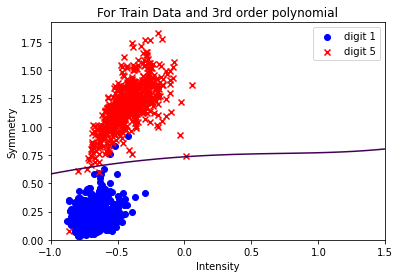 For Train Data and 3rd order polynomial
digit 1
digit 5
Symmetry
1.75
1.50
1.25
1.00
0.75
0.50
0.25
0.00
−1.0 −0.5 0.0 0.5 1.0 1.5
Intensity